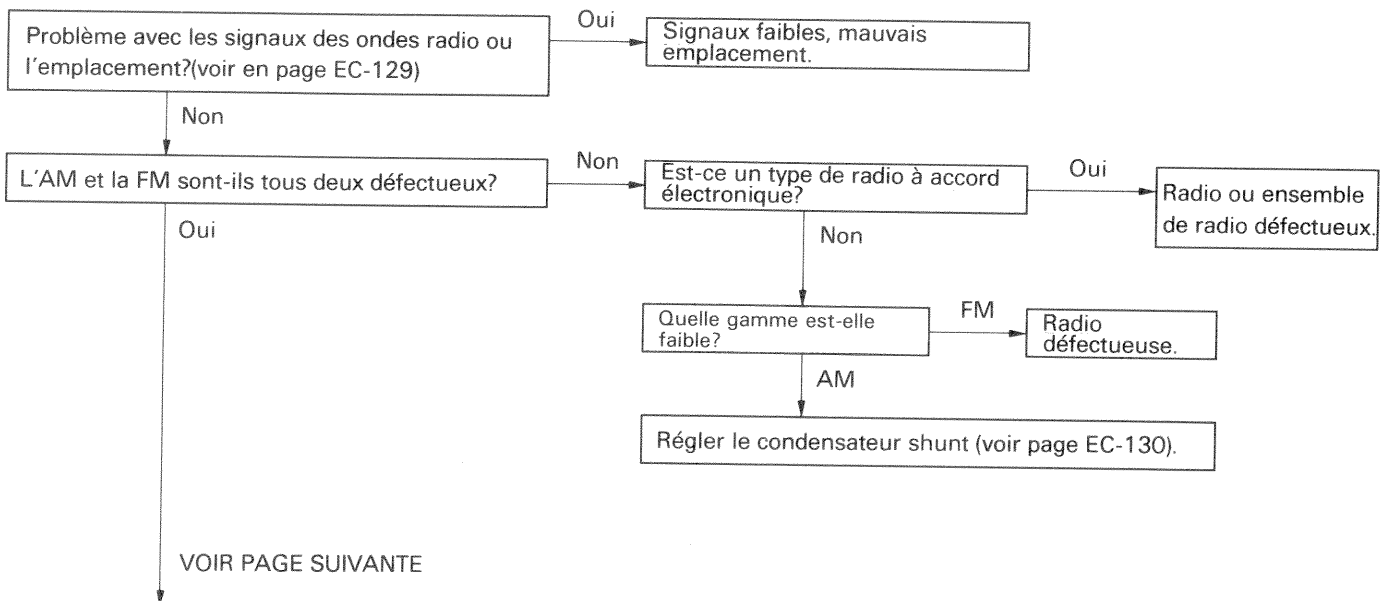 Problème avec les signaux des ondes radio ou
l'emplacement?(voir en page EC-129)
Oui
Signaux faibles, mauvais
emplacement.
Non
L'AM et la FM sont-ils tous deux défectueux?
Non
Est-ce un type de radio à accord
électronique?
Oui
Radio ou ensemble
de radio défectueux.
Oui
Non
Quelle gamme est-elle
faible?
FM
Radio
défectueuse.
AM
Régler le condensateur shunt (voir page EC-130).
VOIR PAGE SUIVANTE